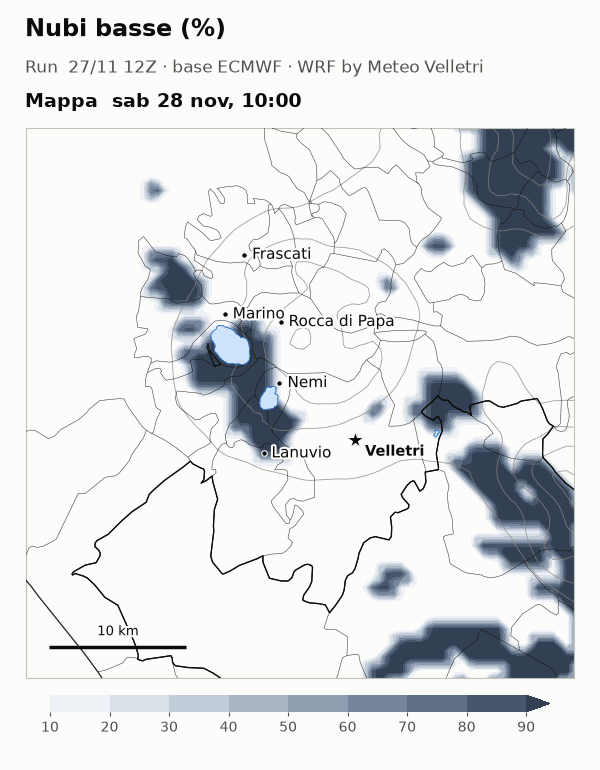 Nubi basse (%)
Run  27/11 12Z · base ECMWF · WRF by Meteo Velletri
Mappa  sab 28 nov, 10:00
Frascati
Marino
Rocca di Papa
Nemi
Velletri
Lanuvio
10 km
10 20 30 40 50 60 70 80 90